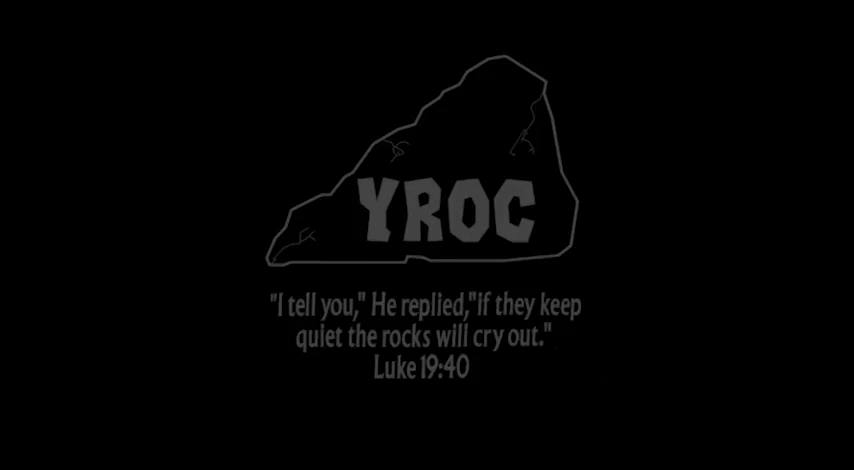 YROC
"I tell you," He replied,"If they keep
quiet the rocks will cry out."
Luke 19:40